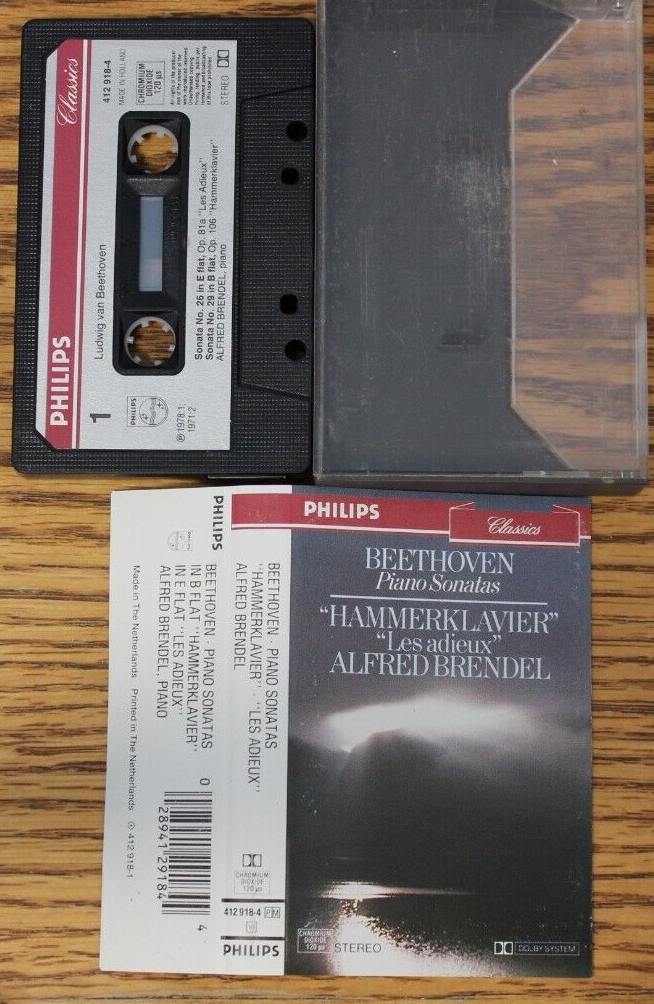 PHILIPS
Classics
412 918-4
MADE IN HOLLAND
CHROMIUM
DIOXIDE
120 µs
All rights of the producer
STEREO
Ludwig van Beethoven
1
PHILIPS
℗ 1978 1;
1971 2
Sonata No. 26 in E flat, Op. 81a "Les Adieux"
Sonata No. 29 in B flat, Op. 106 "Hammerklavier"
ALFRED BRENDEL, piano
PHILIPS
BEETHOVEN · PIANO SONATAS
IN B FLAT "HAMMERKLAVIER"
IN E FLAT "LES ADIEUX"
ALFRED BRENDEL, PIANO
Made in The Netherlands Printed in The Netherlands ⊙ 412 918-1
0 28941 29184 4
BEETHOVEN · PIANO SONATAS
"HAMMERKLAVIER" · "LES ADIEUX"
ALFRED BRENDEL
CHROMIUM
DIOXIDE
120 µs
412 918-4 PM
PHILIPS
PHILIPS
Classics
BEETHOVEN
Piano Sonatas
"HAMMERKLAVIER"
"Les adieux"
ALFRED BRENDEL
CHROMIUM
DIOXIDE
120 µs
STEREO
DOLBY SYSTEM